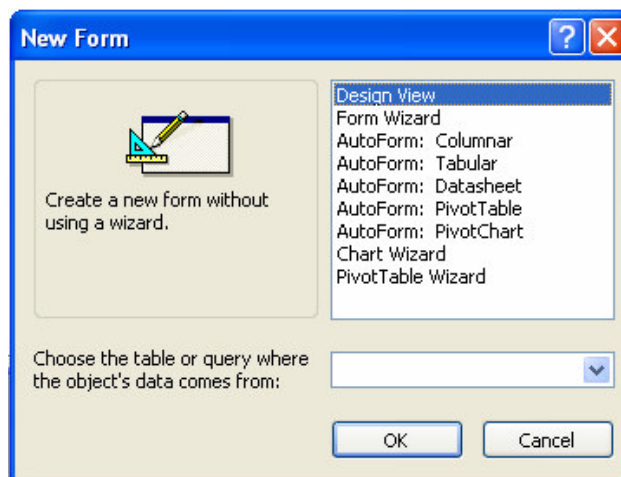 New Form
Create a new form without
using a wizard.
Design View
Form Wizard
AutoForm: Columnar
AutoForm: Tabular
AutoForm: Datasheet
AutoForm: PivotTable
AutoForm: PivotChart
Chart Wizard
PivotTable Wizard
Choose the table or query where
the object's data comes from:
OK
Cancel